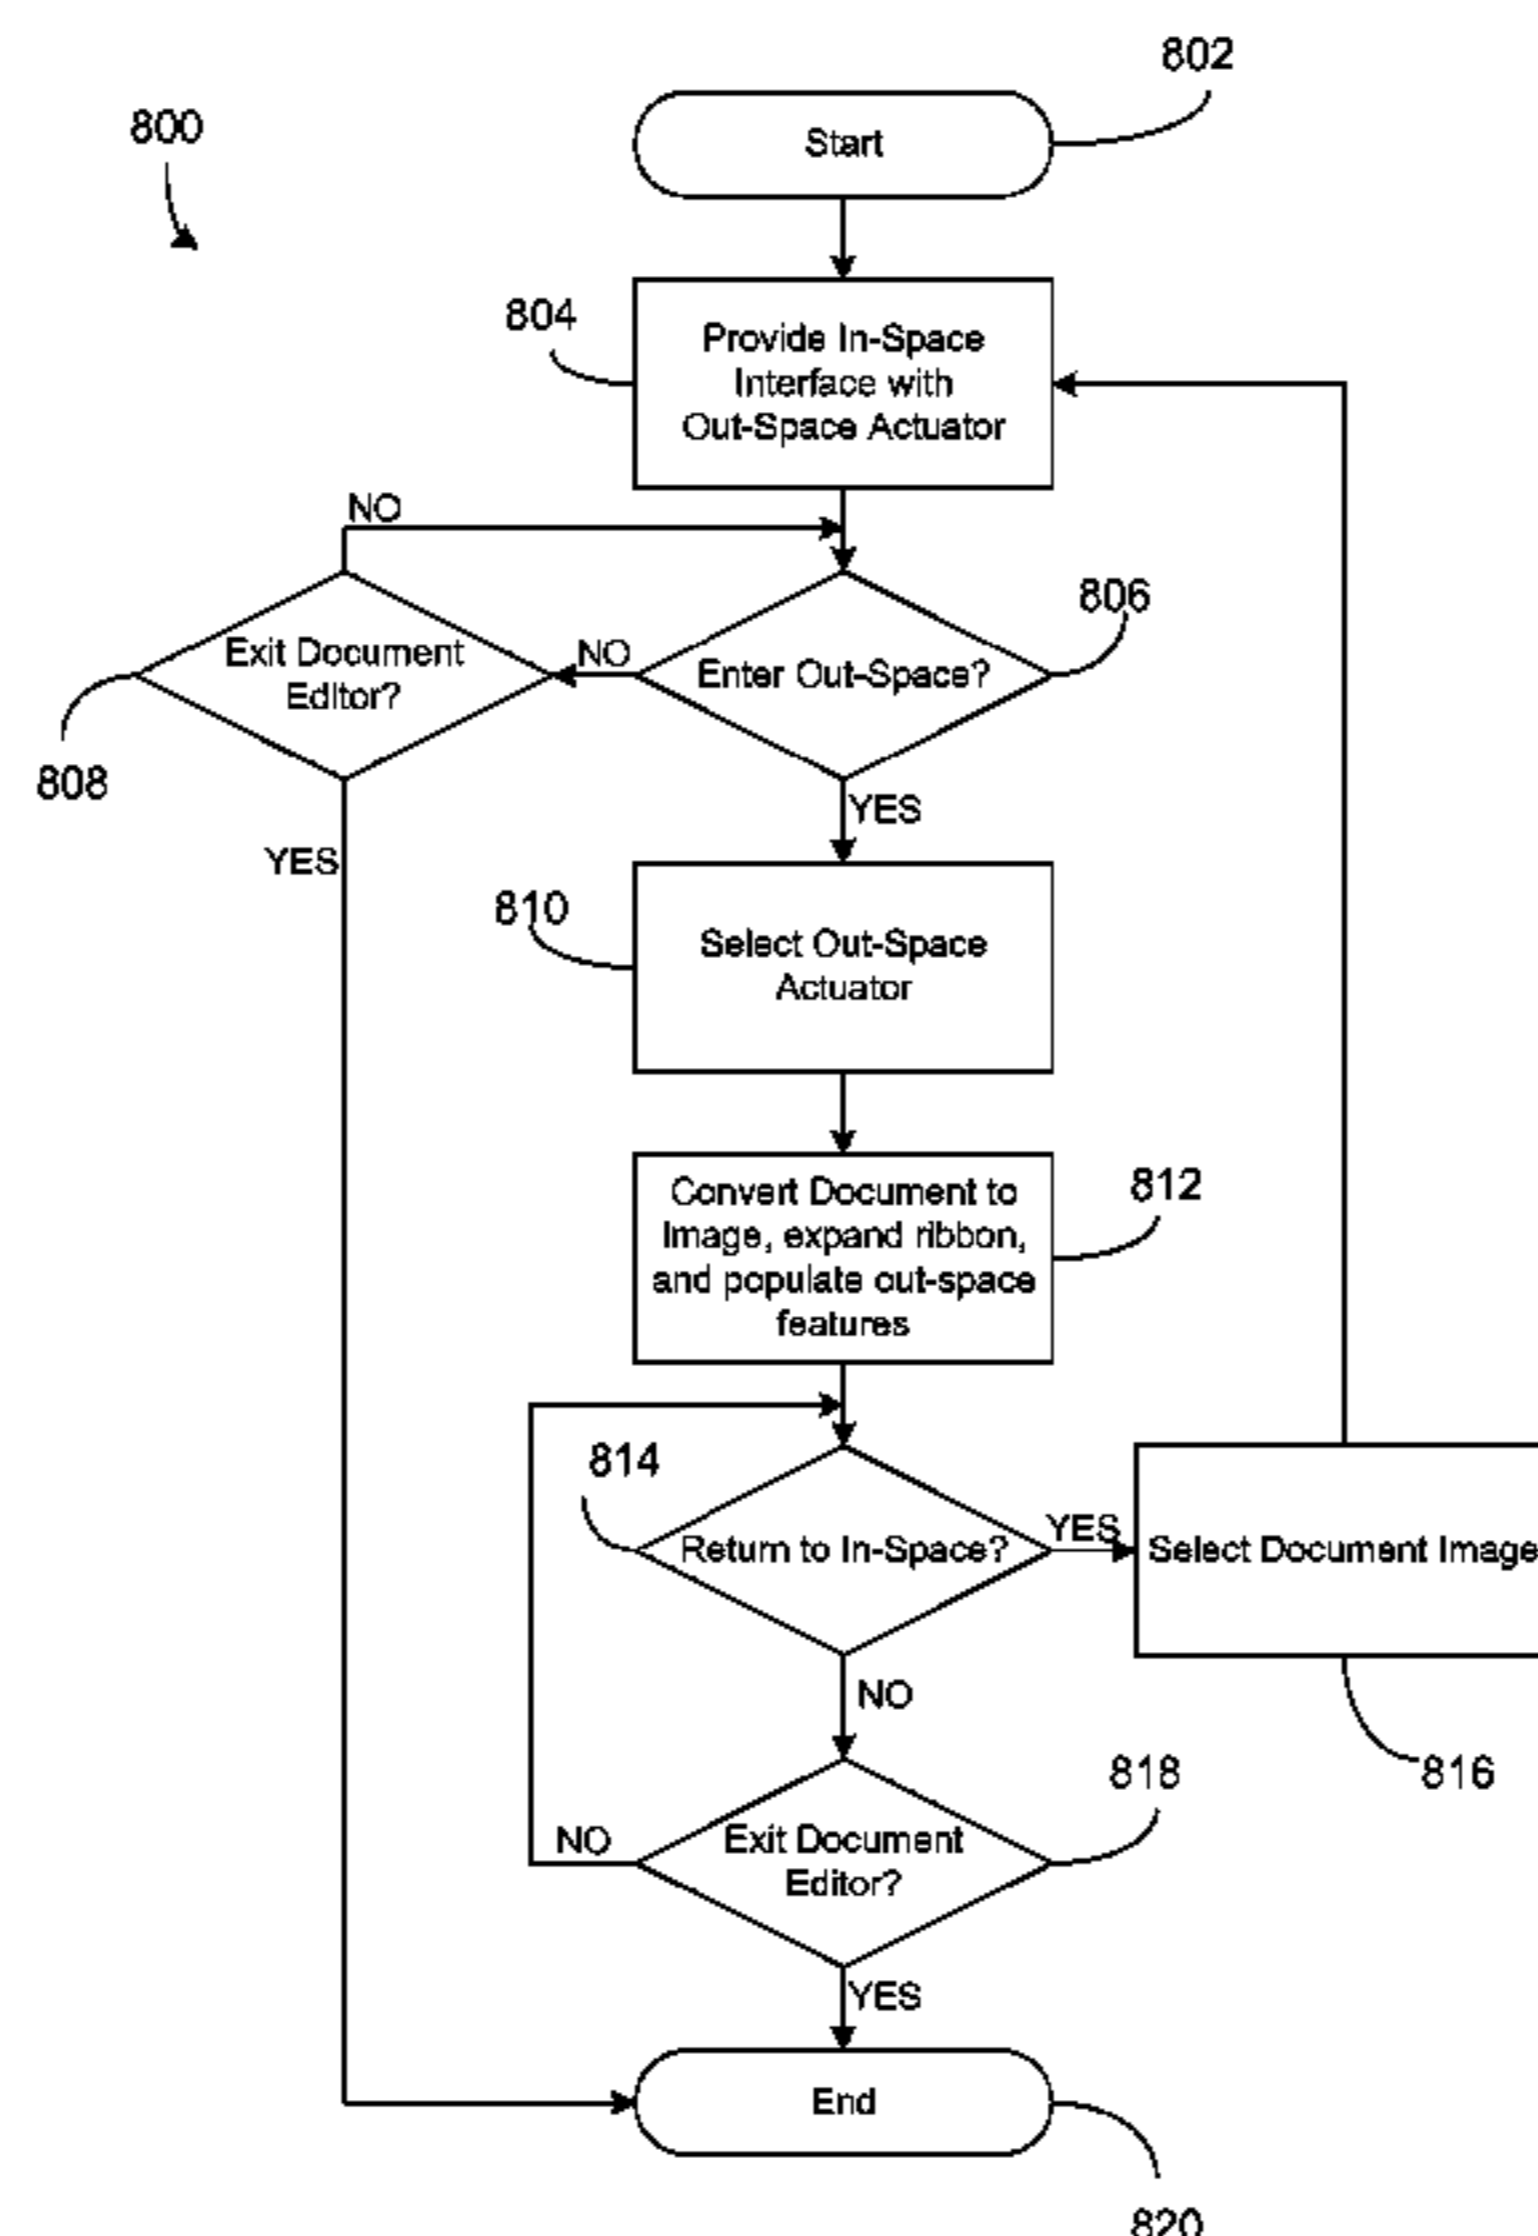 802
800
Start
804
Provide In-Space
Interface with
Out-Space Actuator
NO
806
Exit Document
Editor?
NO
Enter Out-Space?
808
YES
YES
810
Select Out-Space
Actuator
812
Convert Document to
Image, expand ribbon,
and populate out-space
features
814
Return to In-Space?
YES
Select Document Image
NO
816
818
NO
Exit Document
Editor?
YES
End
820